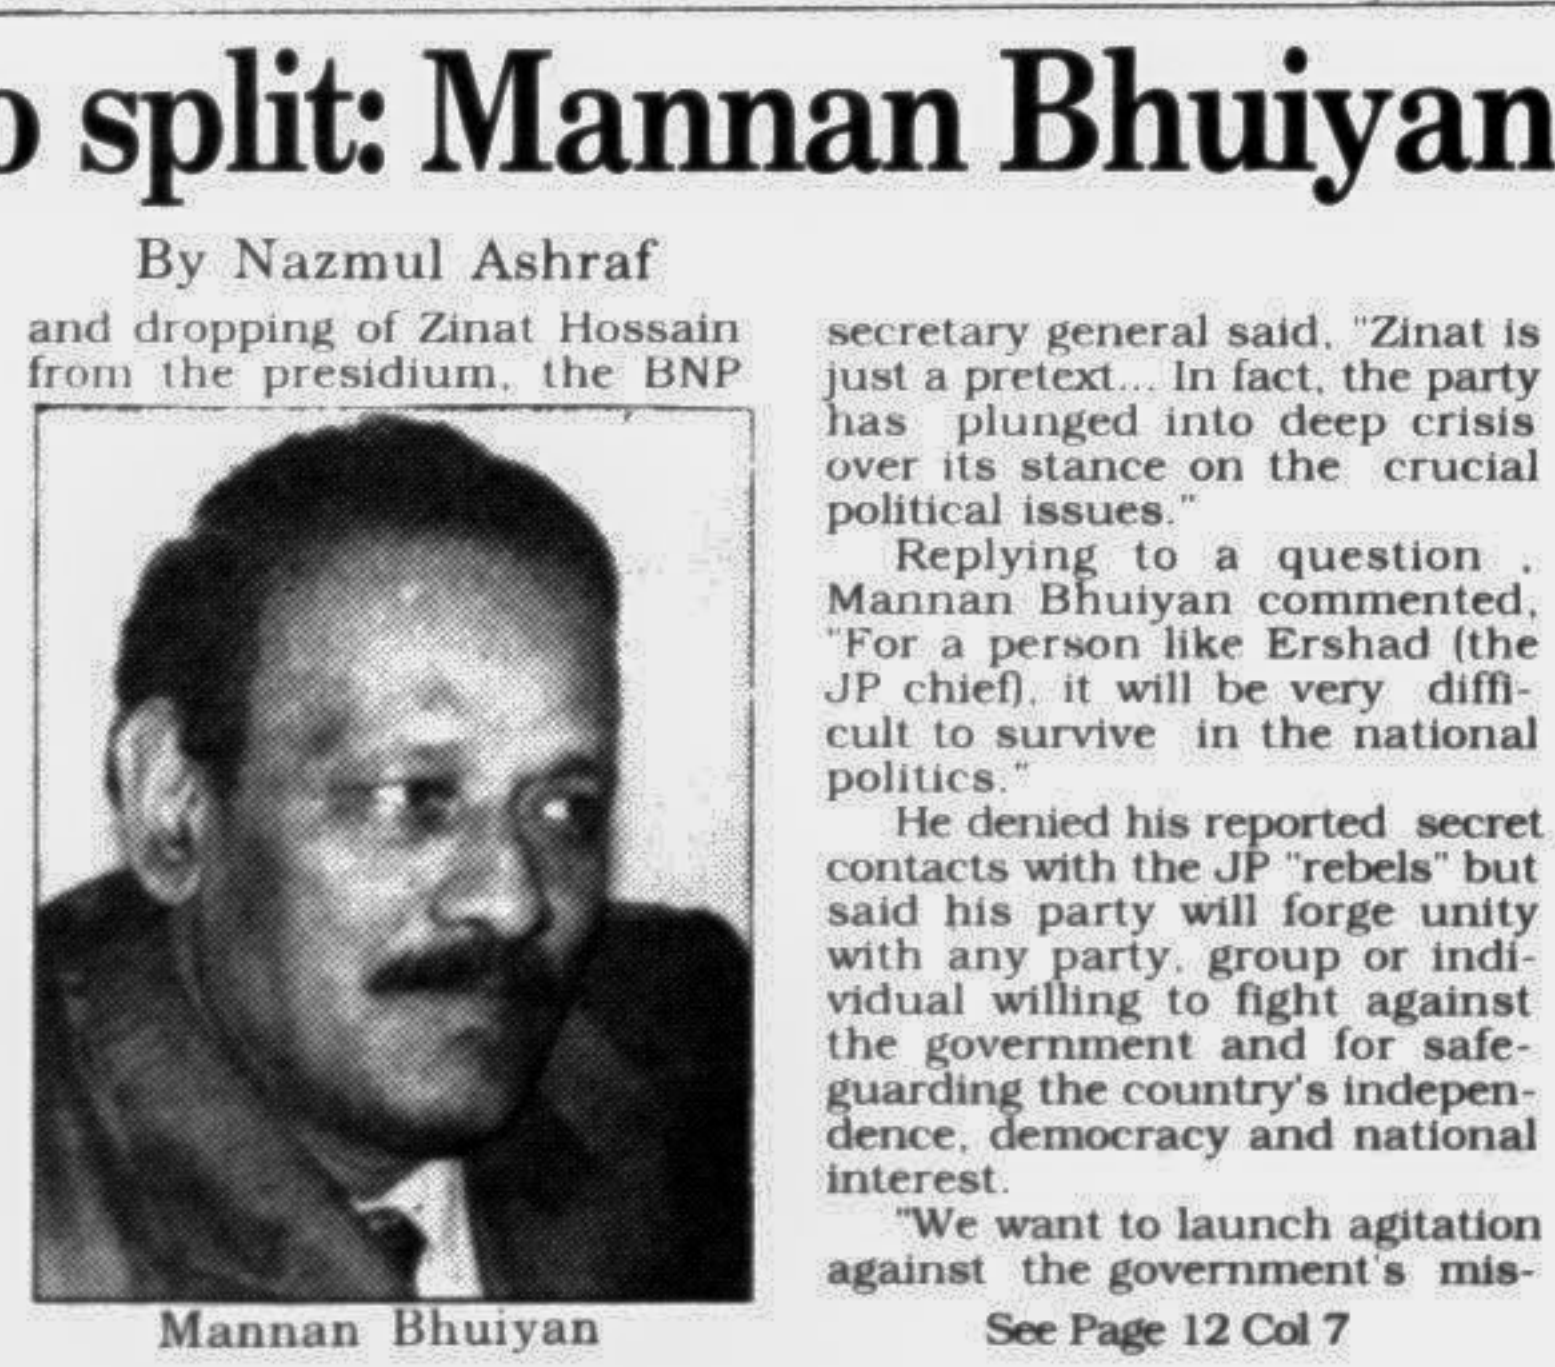 o split: Mannan Bhuiyan
By Nazmul Ashraf
and dropping of Zinat Hossain
from the presidium, the BNP
Mannan Bhuiyan
secretary general said, "Zinat is
just a pretext... In fact, the party
has plunged into deep crisis
over its stance on the crucial
political issues."
Replying to a question ,
Mannan Bhuiyan commented,
"For a person like Ershad (the
JP chief), it will be very diffi-
cult to survive in the national
politics."
He denied his reported secret
contacts with the JP "rebels" but
said his party will forge unity
with any party, group or indi-
vidual willing to fight against
the government and for safe-
guarding the country's indepen-
dence, democracy and national
interest.
"We want to launch agitation
against the government's mis-
See Page 12 Col 7